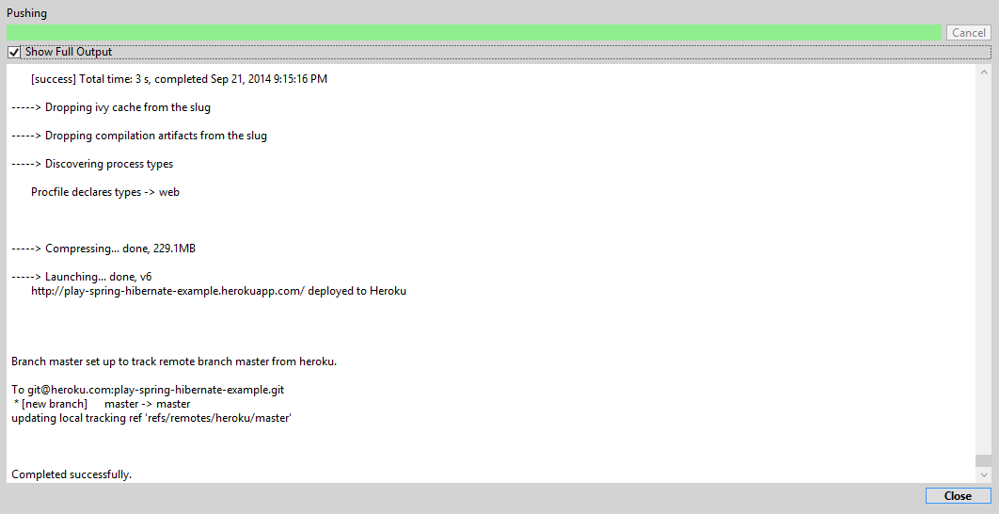 Pushing
Cancel
Show Full Output
[success] Total time: 3 s, completed Sep 21, 2014 9:15:16 PM
-----> Dropping ivy cache from the slug
-----> Dropping compilation artifacts from the slug
-----> Discovering process types
Procfile declares types -> web
-----> Compressing... done, 229.1MB
-----> Launching... done, v6
http://play-spring-hibernate-example.herokuapp.com/ deployed to Heroku
Branch master set up to track remote branch master from heroku.
To git@heroku.com:play-spring-hibernate-example.git
* [new branch]      master -> master
updating local tracking ref 'refs/remotes/heroku/master'
Completed successfully.
Close